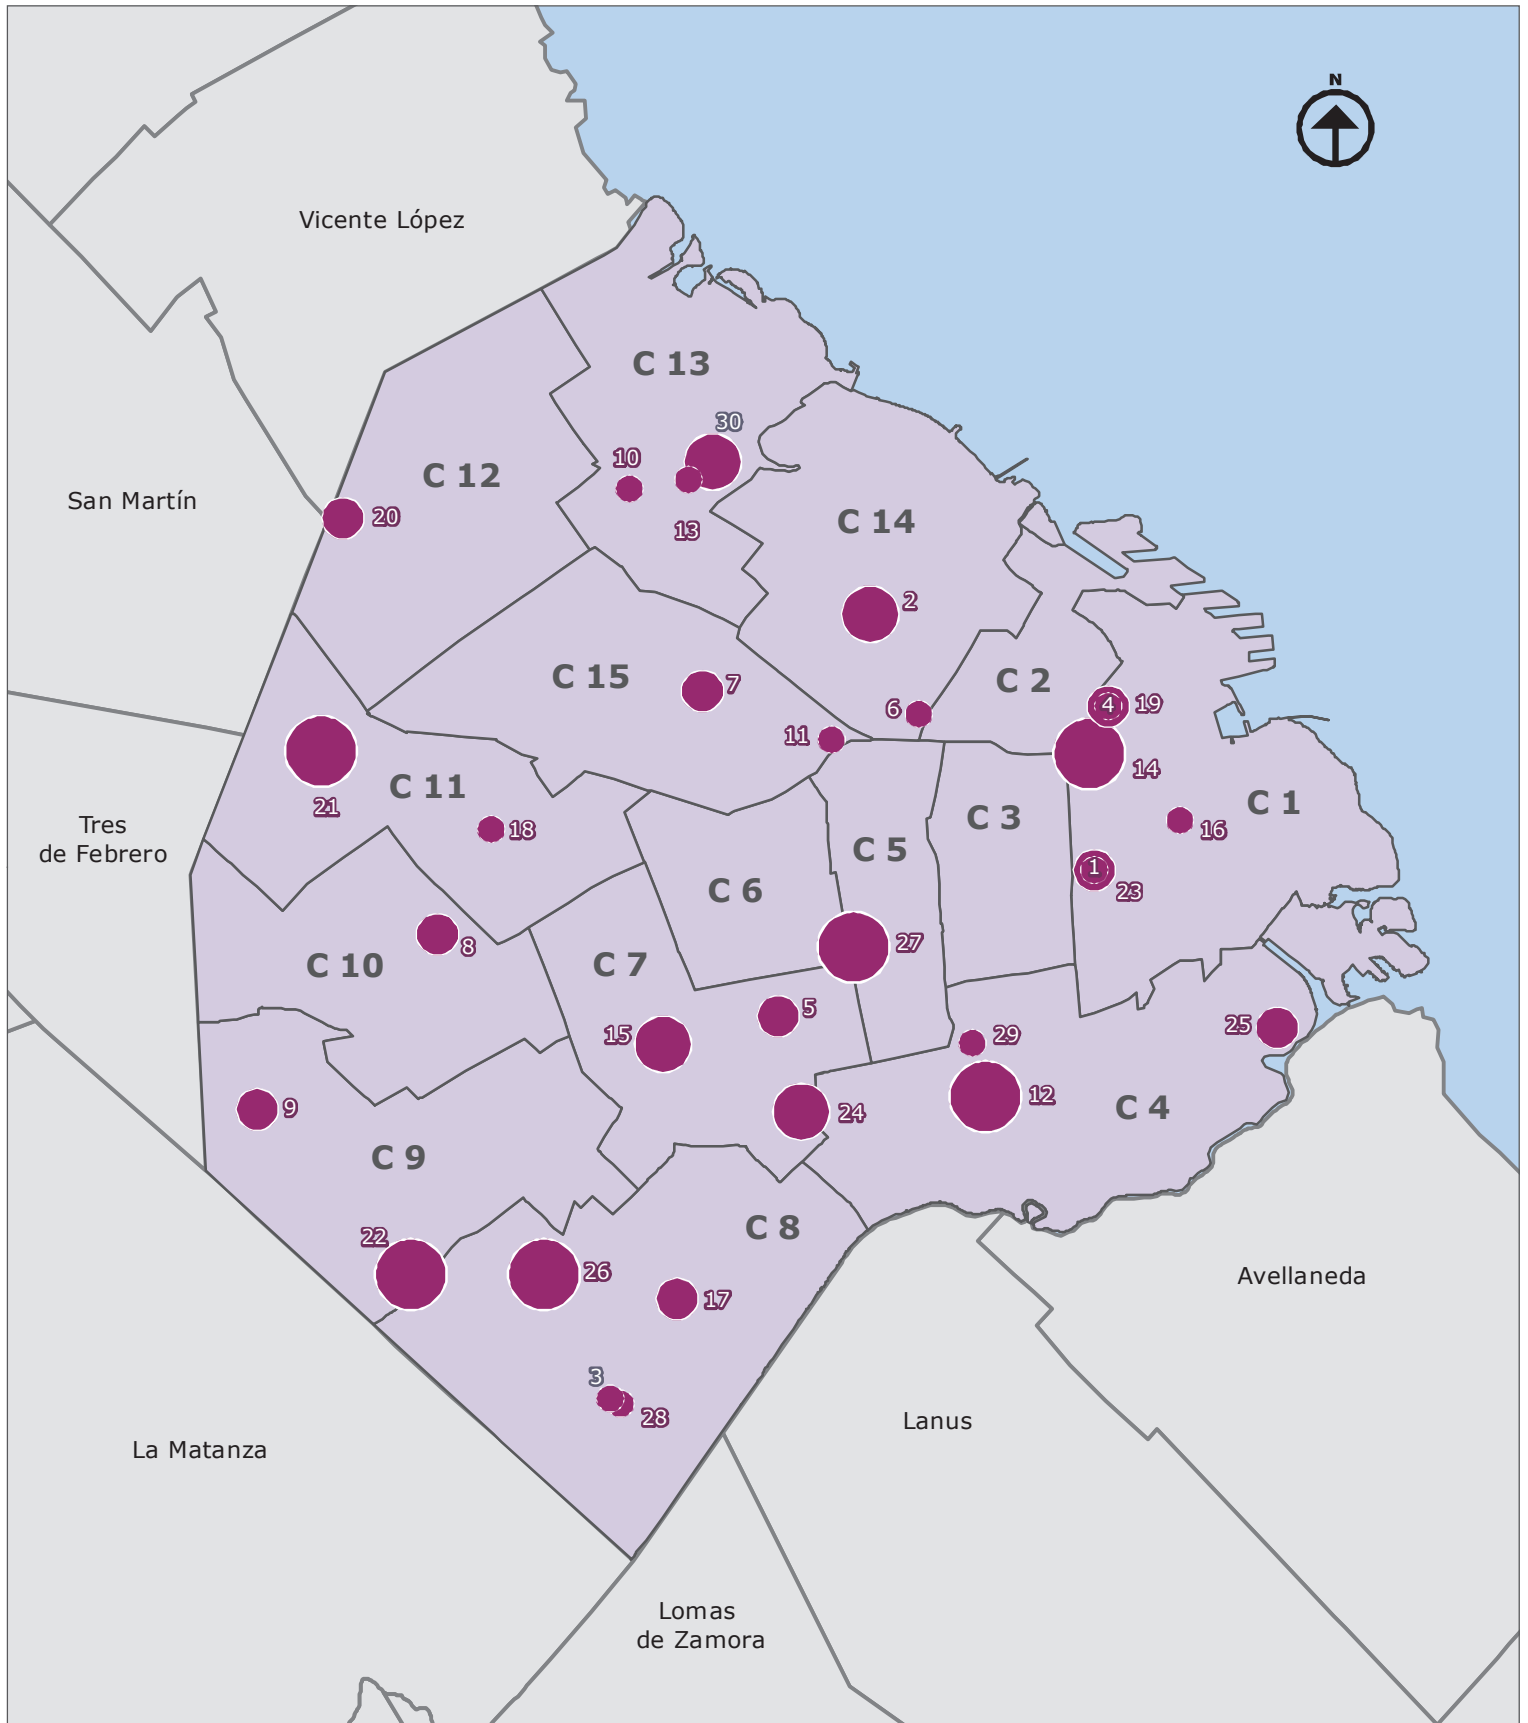 N
Vicente López
C 13
30
10
C 12
San Martín
20
13
C 14
2
C 15
7
C 2
6
4
19
11
14
21
C 11
18
C 1
C 3
16
Tres
de Febrero
C 5
C 6
1
23
8
27
C 10
C 7
5
15
29
25
12
9
24
C 4
C 9
22
C 8
26
17
Avellaneda
3
28
Lanus
La Matanza
Lomas
de Zamora